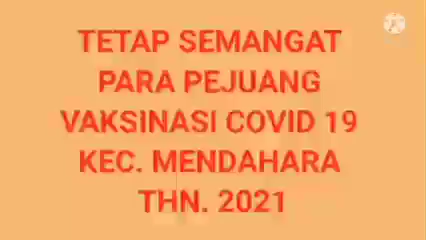 TETAP SEMANGAT
PARA PEJUANG
VAKSINASI COVID 19
KEC. MENDAHARA
THN. 2021